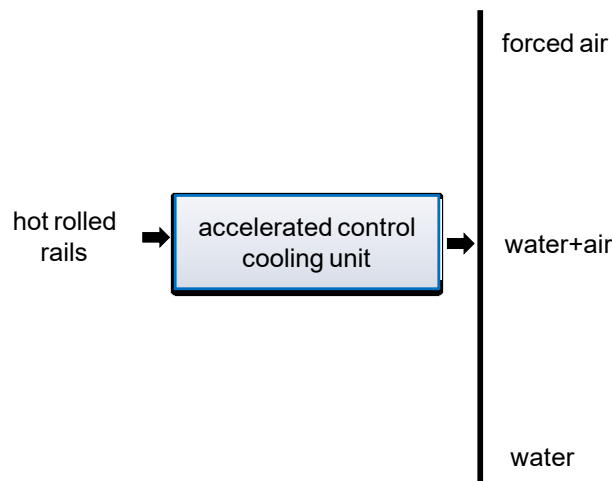 forced air
hot rolled
rails
accelerated control
cooling unit
water+air
water